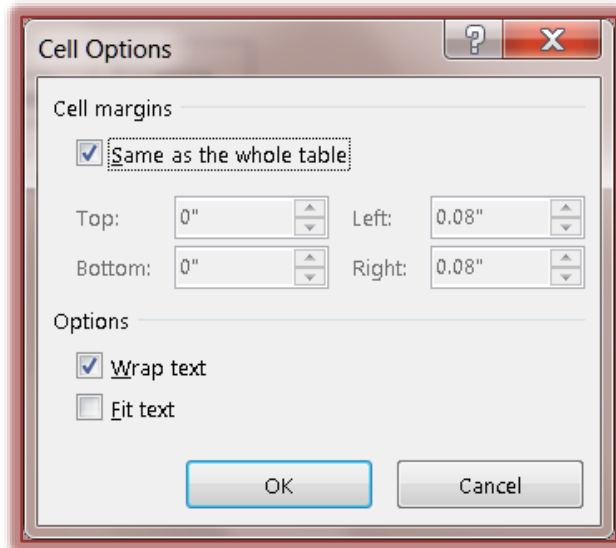 Cell Options
Cell margins
Same as the whole table
Top: 0" Left: 0.08"
Bottom: 0" Right: 0.08"
Options
Wrap text
Fit text
OK Cancel